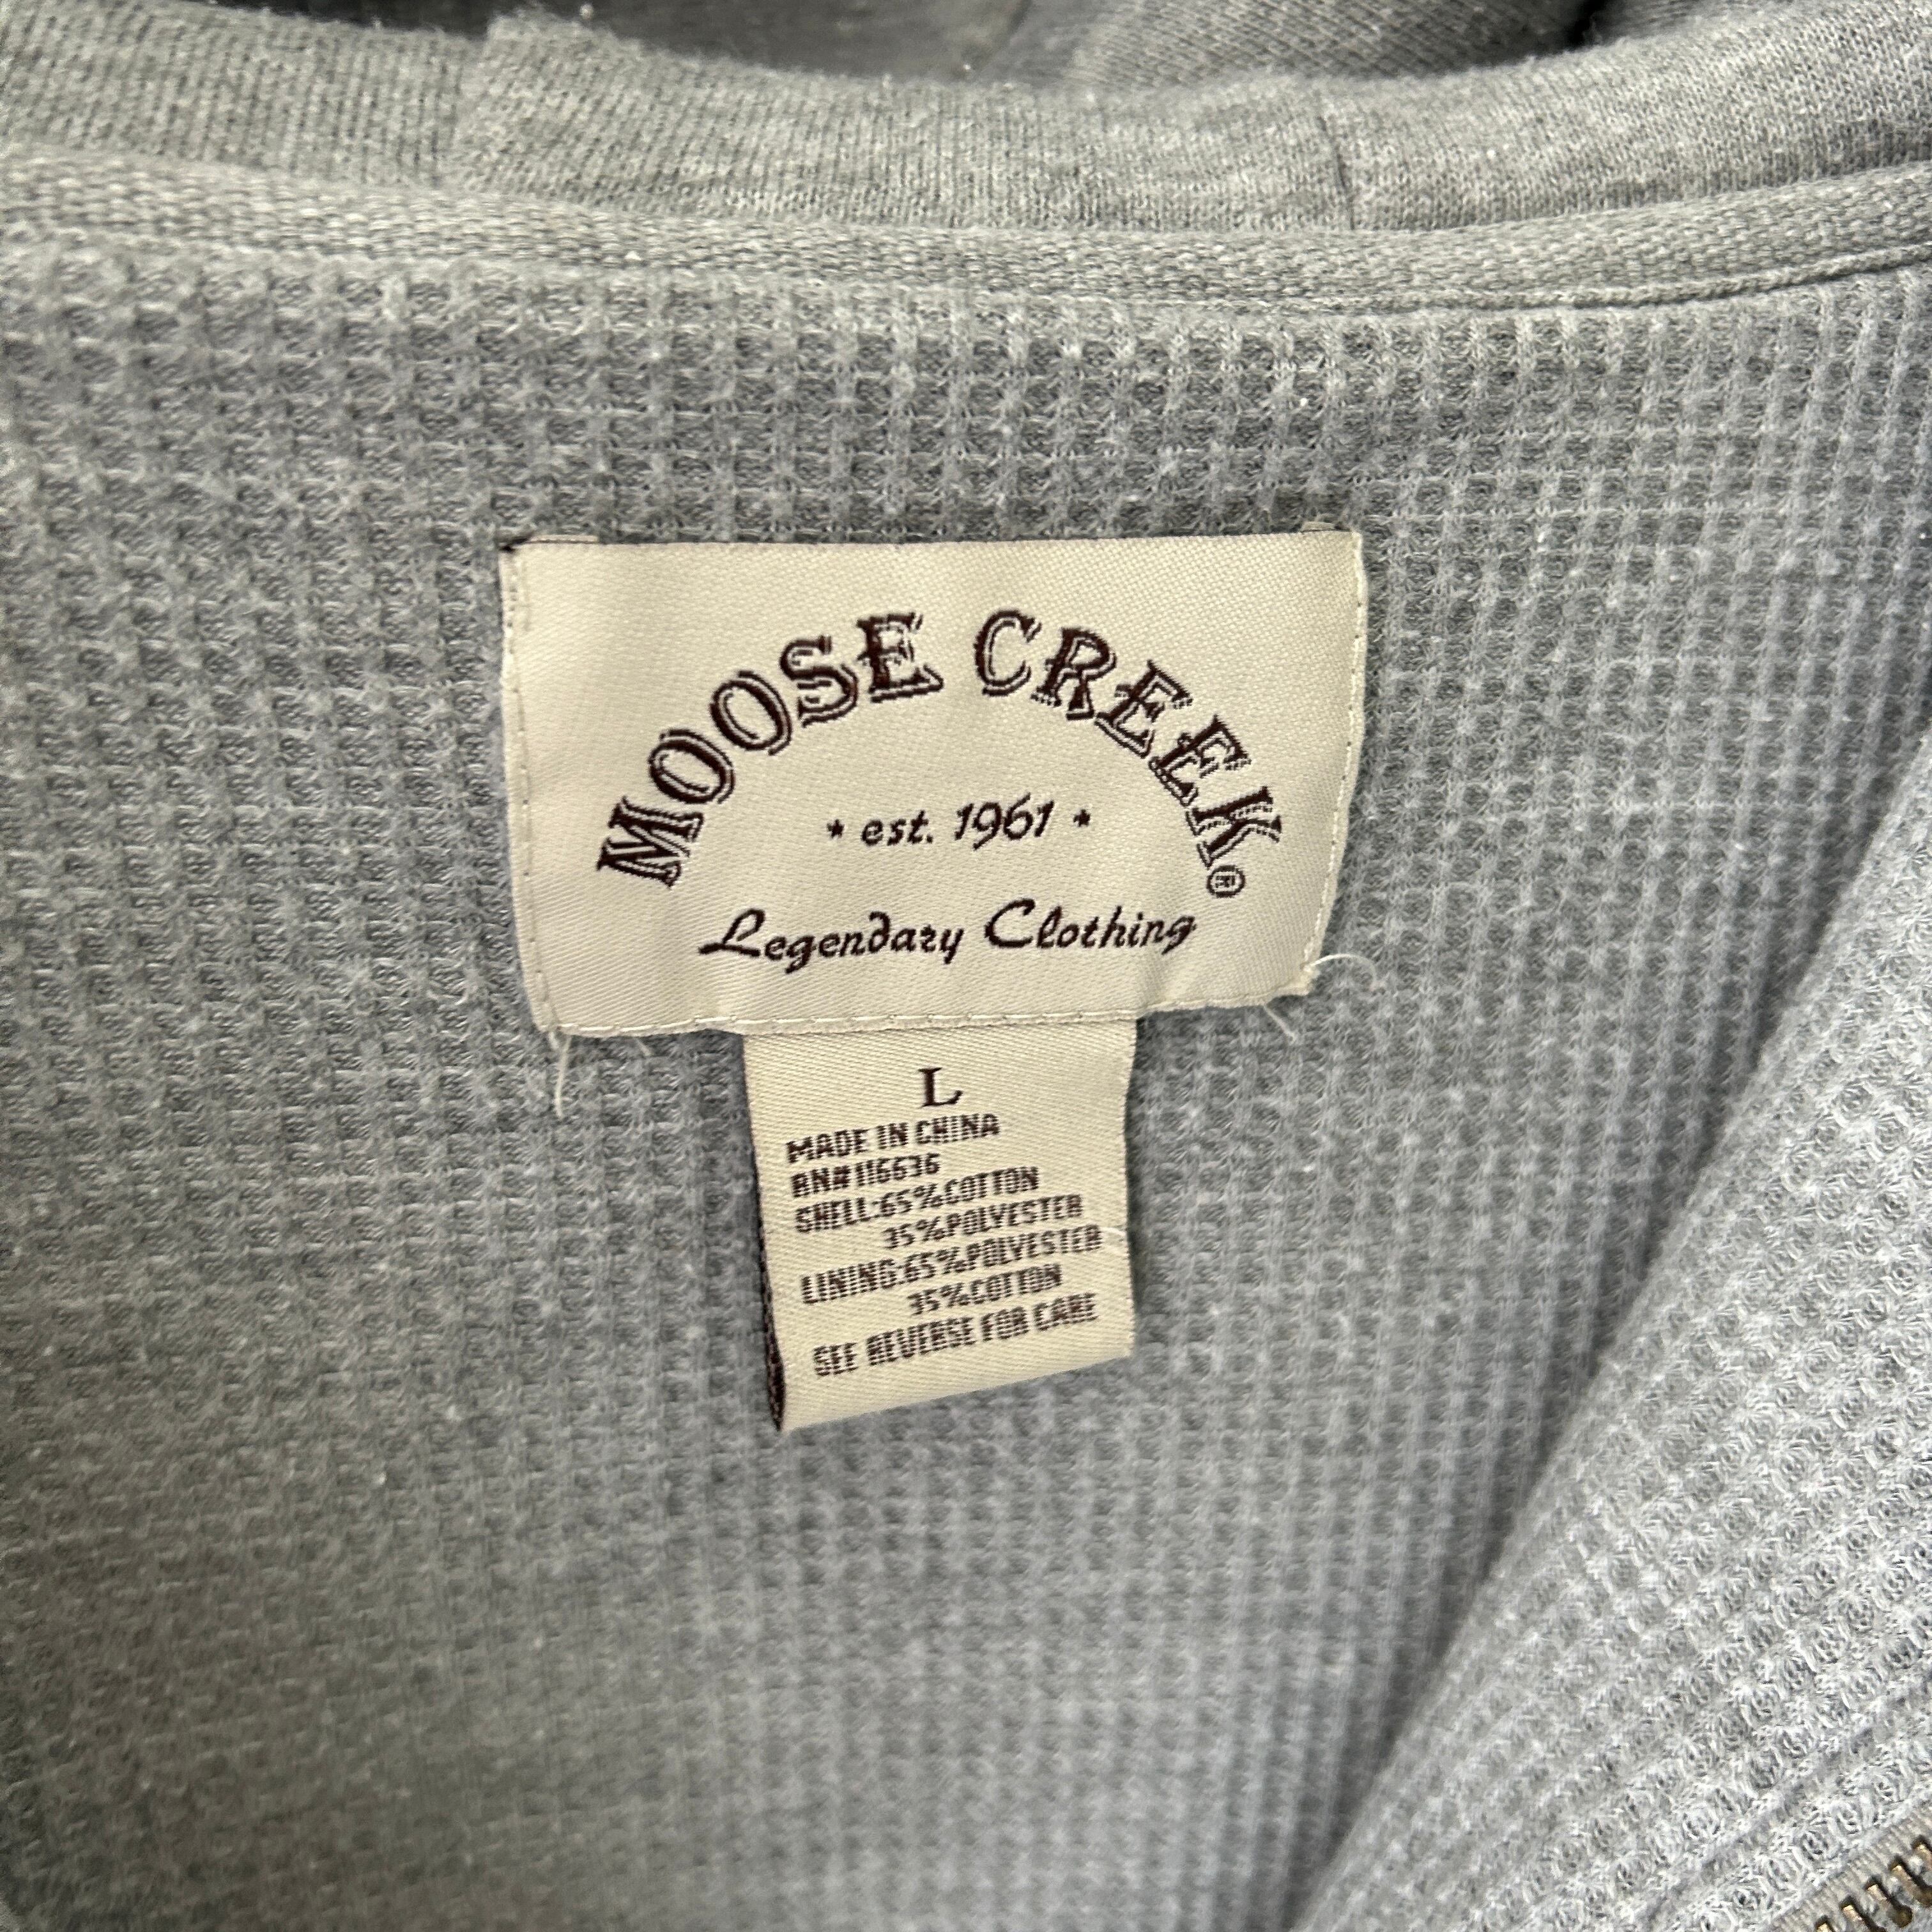 MOOSE CREEK®
* est. 1961 *
Legendary Clothing
L
MADE IN CHINA
RN#116636
SHELL:65%COTTON
35%POLYESTER
LINING:65%POLYESTER
35%COTTON
SEE REVERSE FOR CARE